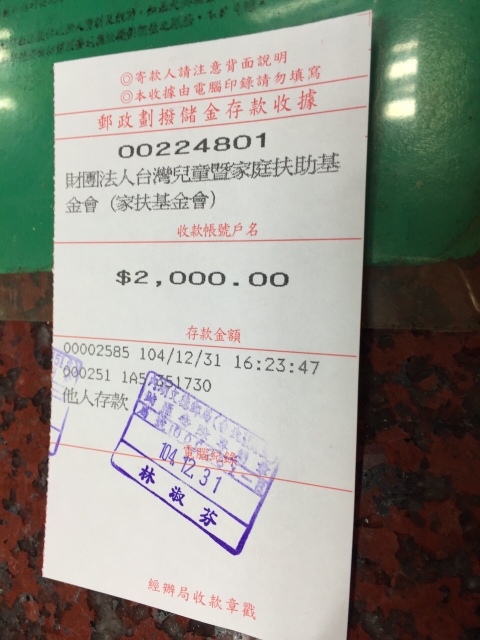 ◎寄款人請注意背面說明
◎本收據由電腦印錄請勿填寫
郵政劃撥儲金存款收據
00224801
財團法人台灣兒童暨家庭扶助基
金會（家扶基金會）
收款帳號戶名
$2,000.00
存款金額
00002585 104/12/31 16:23:47
000251 1A5 351730
他人存款
電腦紀錄
104.12.31
林淑芬
經辦局收款章戳